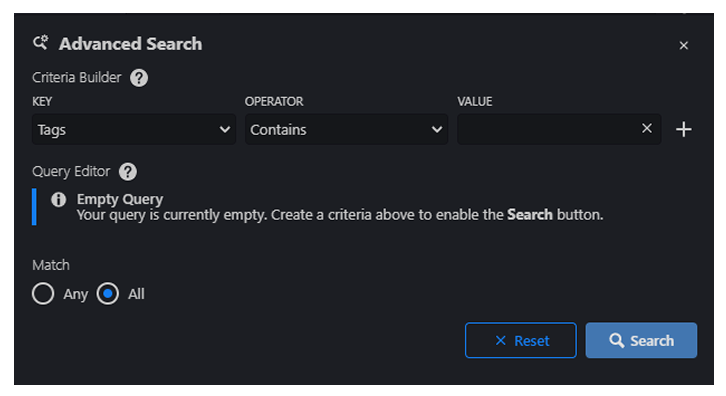 Advanced Search
Criteria Builder
KEY OPERATOR VALUE
Tags Contains
Query Editor
Empty Query
Your query is currently empty. Create a criteria above to enable the Search button.
Match
Any All
Reset Search